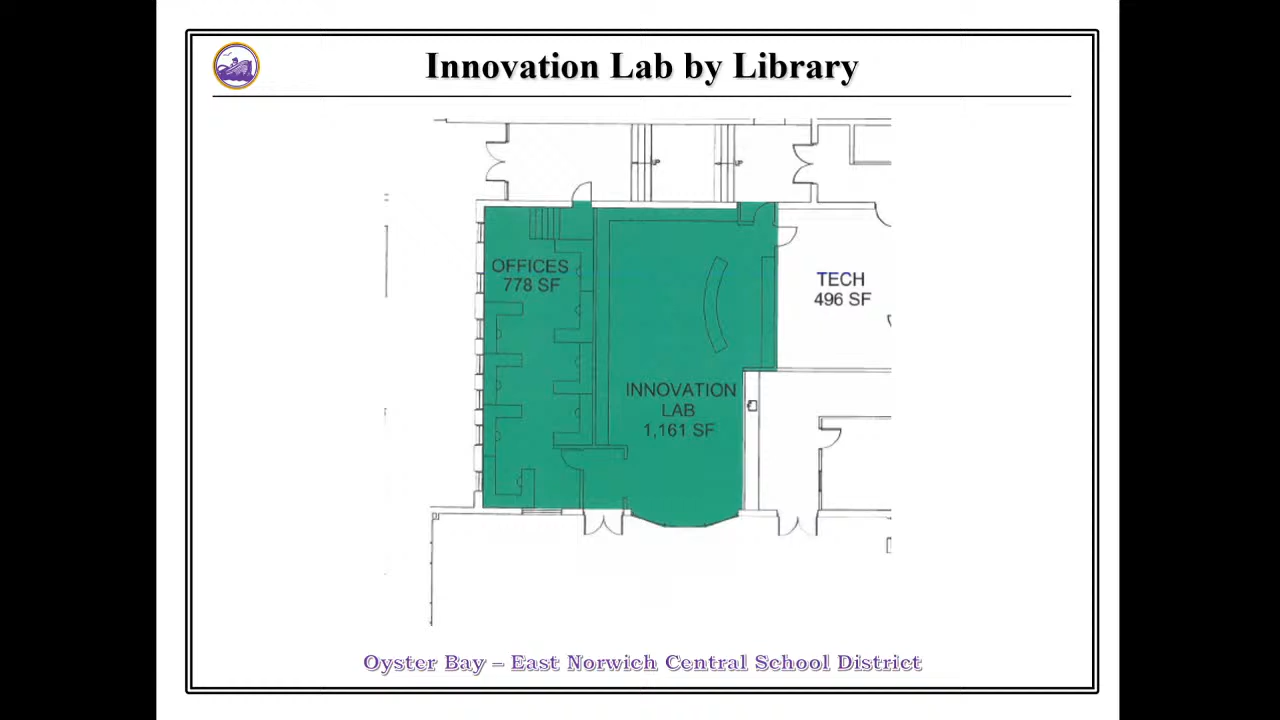 Innovation Lab by Library
OFFICES
778 SF
TECH
496 SF
INNOVATION
LAB
1,161 SF
Oyster Bay – East Norwich Central School District